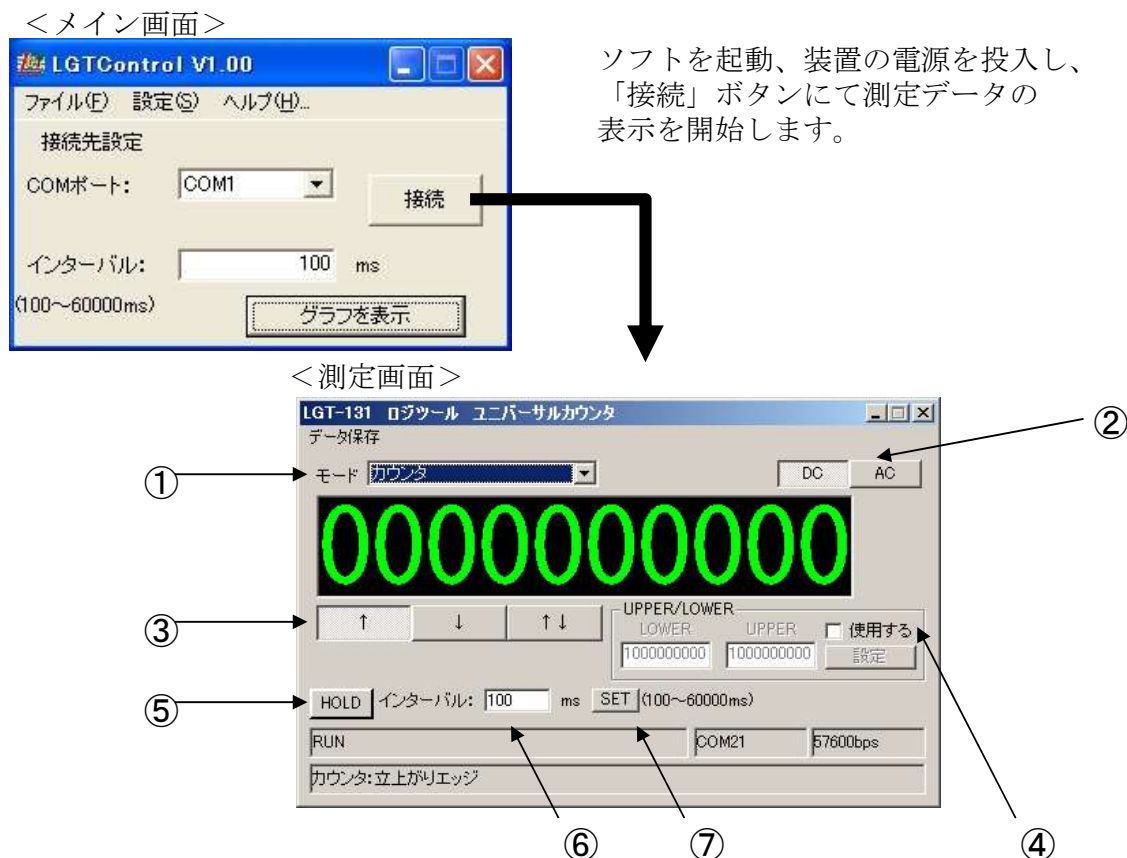 ＜メイン画面＞
LGTControl V1.00
ファイル(F) 設定(S) ヘルプ(H)...
接続先設定
COMポート: COM1
接続
インターバル: 100 ms
(100～60000ms)
グラフを表示
ソフトを起動、装置の電源を投入し、
「接続」ボタンにて測定データの
表示を開始します。
＜測定画面＞
LGT-131 ロジツール ユニバーサルカウンタ
データ保存
① モード カウンタ DC AC ②
0000000000
③ ↑ ↓ ↑↓
UPPER/LOWER
LOWER UPPER 使用する
1000000000 1000000000 設定
⑤ HOLD インターバル: 100 ms SET (100～60000ms)
RUN COM21 57600bps
カウンタ:立上がりエッジ
⑥ ⑦ ④